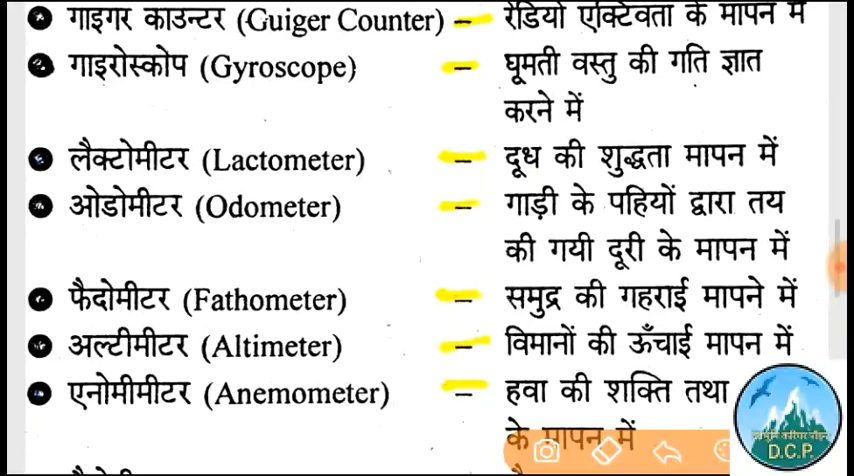 गाइगर काउन्टर (Guiger Counter) – रेडियो एक्टिवता के मापन में
गाइरोस्कोप (Gyroscope) – घूमती वस्तु की गति ज्ञात
करने में
लैक्टोमीटर (Lactometer) – दूध की शुद्धता मापन में
ओडोमीटर (Odometer) – गाड़ी के पहियों द्वारा तय
की गयी दूरी के मापन में
फैदोमीटर (Fathometer) – समुद्र की गहराई मापने में
अल्टीमीटर (Altimeter) – विमानों की ऊँचाई मापन में
एनोमीमीटर (Anemometer) – हवा की शक्ति तथा
के मापन में
D.C.P.